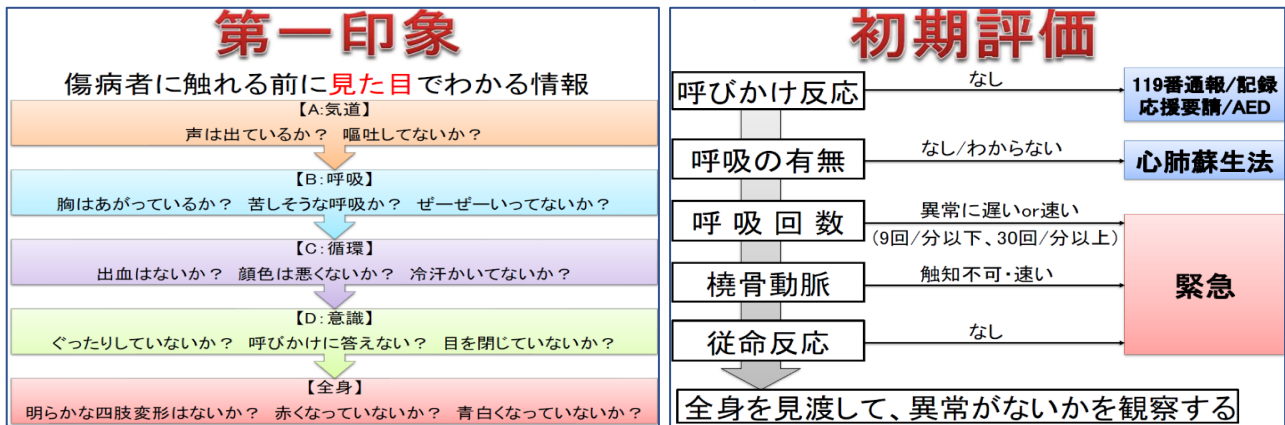 第一印象
傷病者に触れる前に見た目でわかる情報
【A:気道】
声は出ているか？ 嘔吐してないか？
【B:呼吸】
胸はあがっているか？ 苦しそうな呼吸か？ ぜーぜーいってないか？
【C:循環】
出血はないか？ 顔色は悪くないか？ 冷汗かいてないか？
【D:意識】
ぐったりしていないか？ 呼びかけに答えない？ 目を閉じていないか？
【全身】
明らかな四肢変形はないか？ 赤くなっていないか？ 青白くなっていないか？
初期評価
呼びかけ反応
なし
119番通報/記録
応援要請/AED
呼吸の有無
なし/わからない
心肺蘇生法
呼吸回数
異常に遅いor速い
(9回/分以下、30回/分以上)
橈骨動脈
触知不可・速い
緊急
従命反応
なし
全身を見渡して、異常がないかを観察する